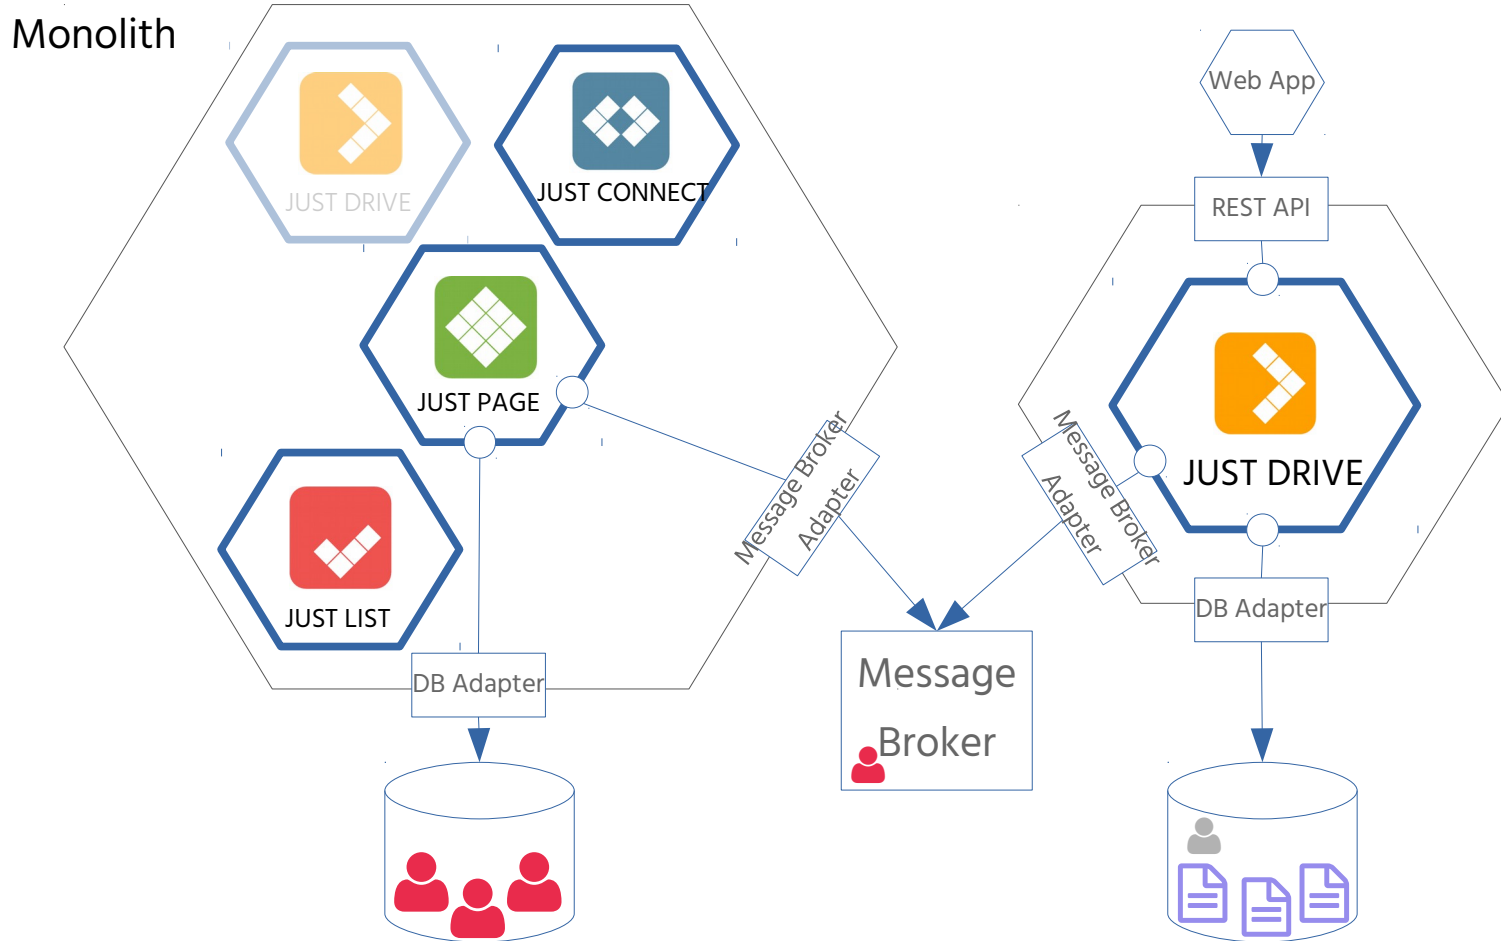 Monolith
JUST DRIVE
JUST CONNECT
JUST PAGE
JUST LIST
DB Adapter
Message Broker
Adapter
Message
Broker
Web App
REST API
JUST DRIVE
Message Broker
Adapter
DB Adapter